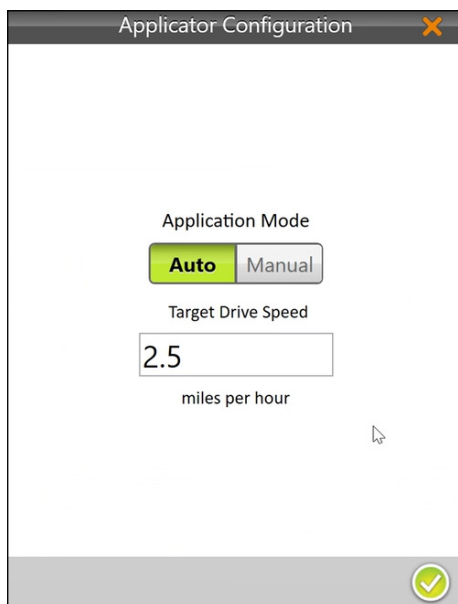 Applicator Configuration
Application Mode
Auto Manual
Target Drive Speed
2.5
miles per hour